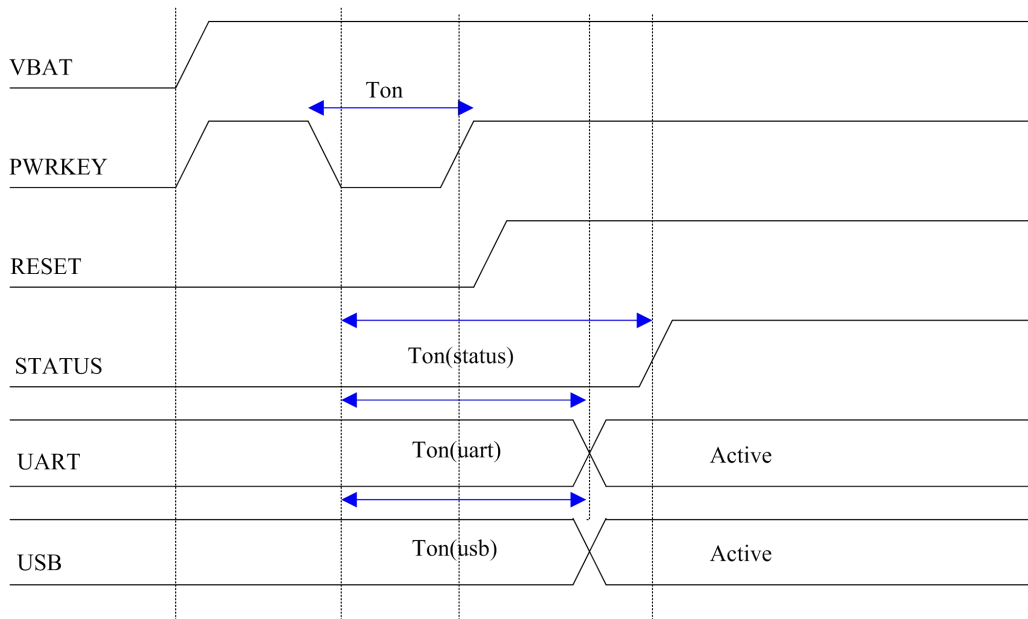 VBAT
Ton
PWRKEY
RESET
Ton(status)
STATUS
Ton(uart)
UART
Active
Ton(usb)
USB
Active